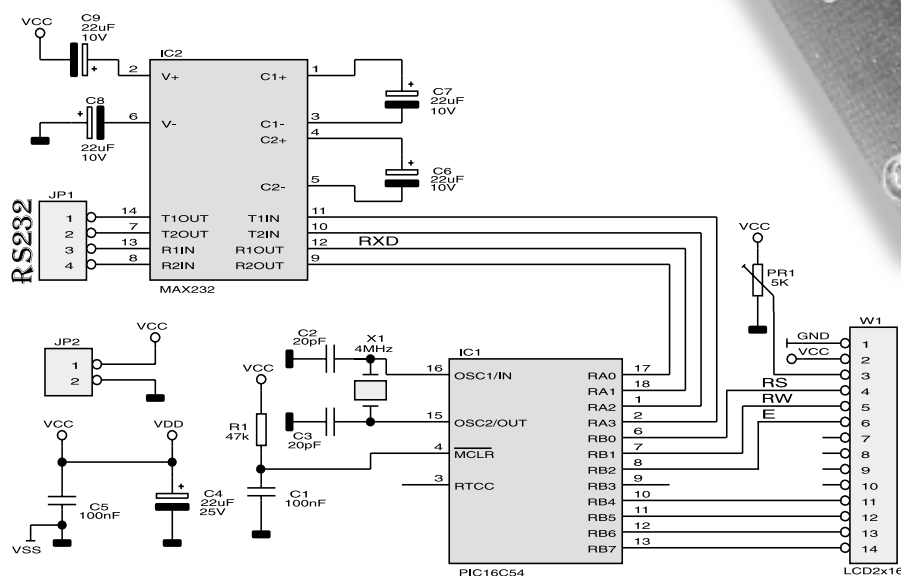 VCC
C9
22uF
10V
IC2
2
V+
C1+
1
C7
22uF
10V
C8
22uF
10V
6
V-
C1-
3
C2+
4
C6
22uF
10V
C2-
5
RS232
JP1
1
2
3
4
14
7
13
8
T1OUT
T2OUT
R1IN
R2IN
T1IN
T2IN
R1OUT
R2OUT
11
10
12
9
RXD
MAX232
VCC
PR1
5K
JP2
1
2
VCC
VCC
VDD
C5
100nF
C4
22uF
25V
VSS
VCC
R1
47k
C1
100nF
C2
20pF
X1
4MHz
C3
20pF
IC1
16
OSC1/IN
15
OSC2/OUT
4
MCLR
3
RTCC
RA0
17
RA1
18
RA2
1
RA3
2
RB0
6
RB1
7
RB2
8
RB3
9
RB4
10
RB5
11
RB6
12
RB7
13
PIC16C54
W1
GND
VCC
RS
RW
E
1
2
3
4
5
6
7
8
9
10
11
12
13
14
LCD2x16